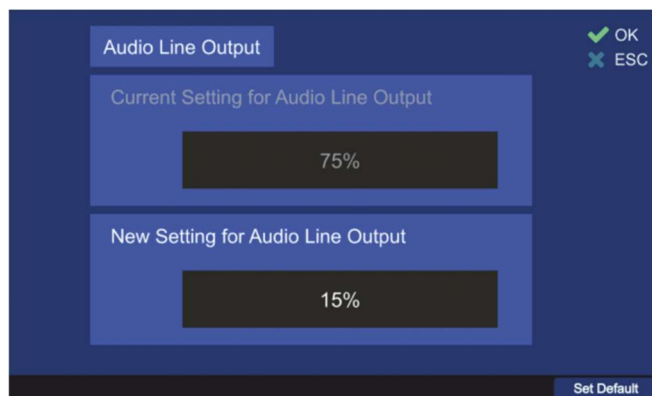 Audio Line Output
OK
ESC
Current Setting for Audio Line Output
75%
New Setting for Audio Line Output
15%
Set Default